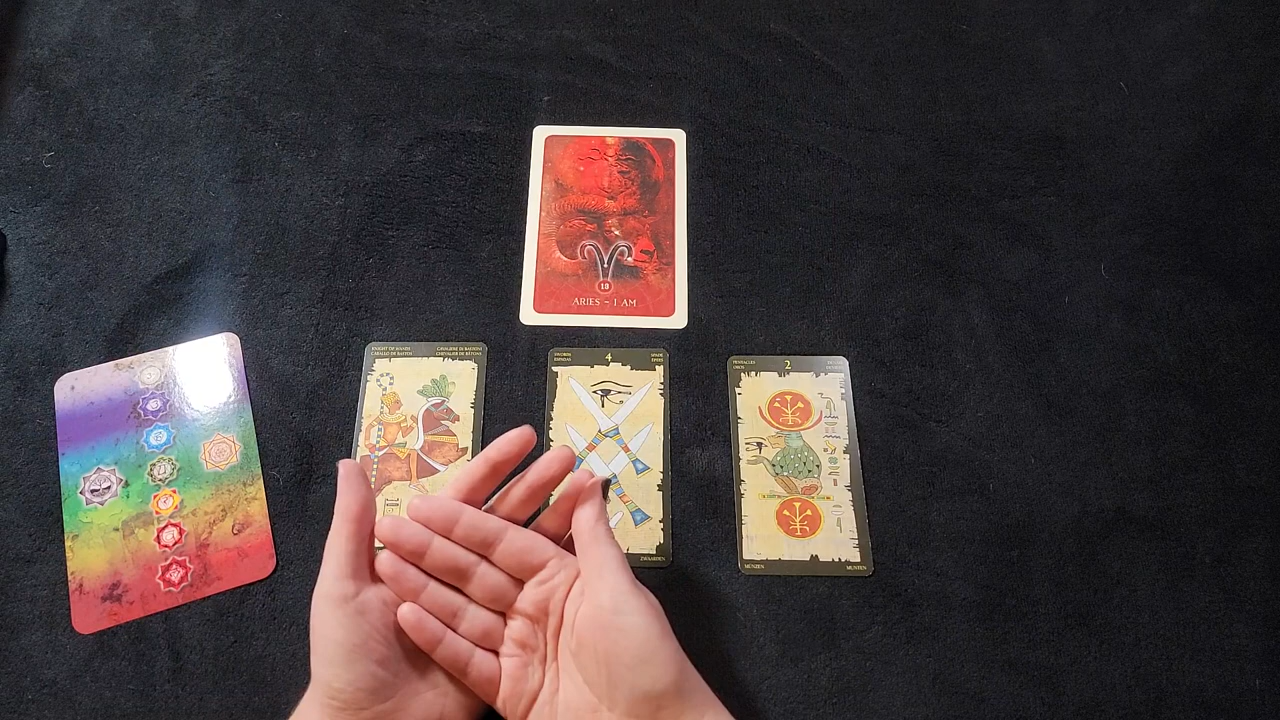 18
ARIES - I AM
KNIGHT OF WANDS
CABALLO DE BASTOS
CAVALIERE DI BASTONI
CHEVALIER DE BÂTONS
SWORDS
ESPADAS
4
SPADE
ÉPÉES
ZWAARDEN
PENTACLES
OROS
2
MÜNZEN
MUNTEN